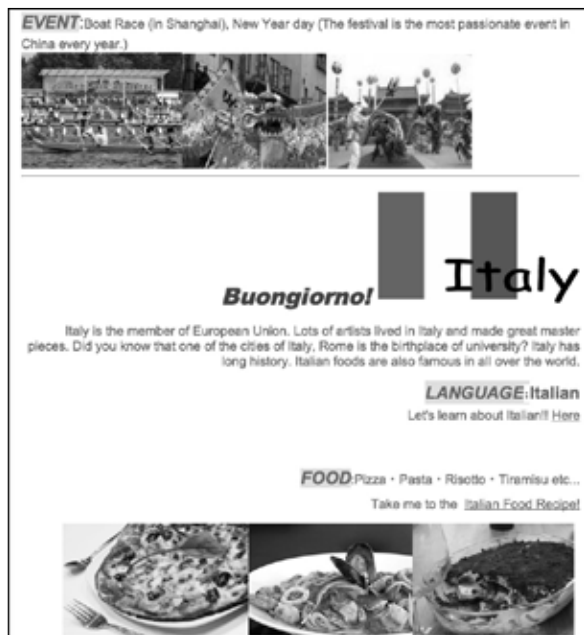 EVENT:Boat Race (in Shanghai), New Year day (The festival is the most passionate event in
China every year.)
Italy
Buongiorno!
Italy is the member of European Union. Lots of artists lived in Italy and made great master
pieces. Did you know that one of the cities of Italy, Rome is the birthplace of university? Italy has
long history. Italian foods are also famous in all over the world.
LANGUAGE:Italian
Let's learn about Italian!!! Here
FOOD:Pizza・Pasta・Risotto・Tiramisu etc...
Take me to the Italian Food Recipe!